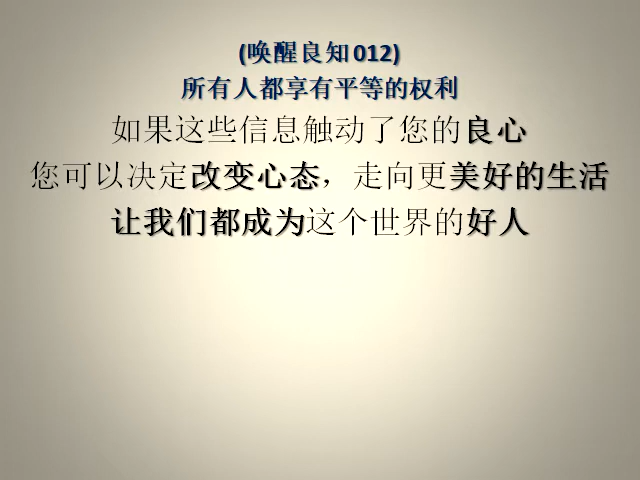 (唤醒良知012)
所有人都享有平等的权利
如果这些信息触动了您的良心
您可以决定改变心态，走向更美好的生活
让我们都成为这个世界的好人